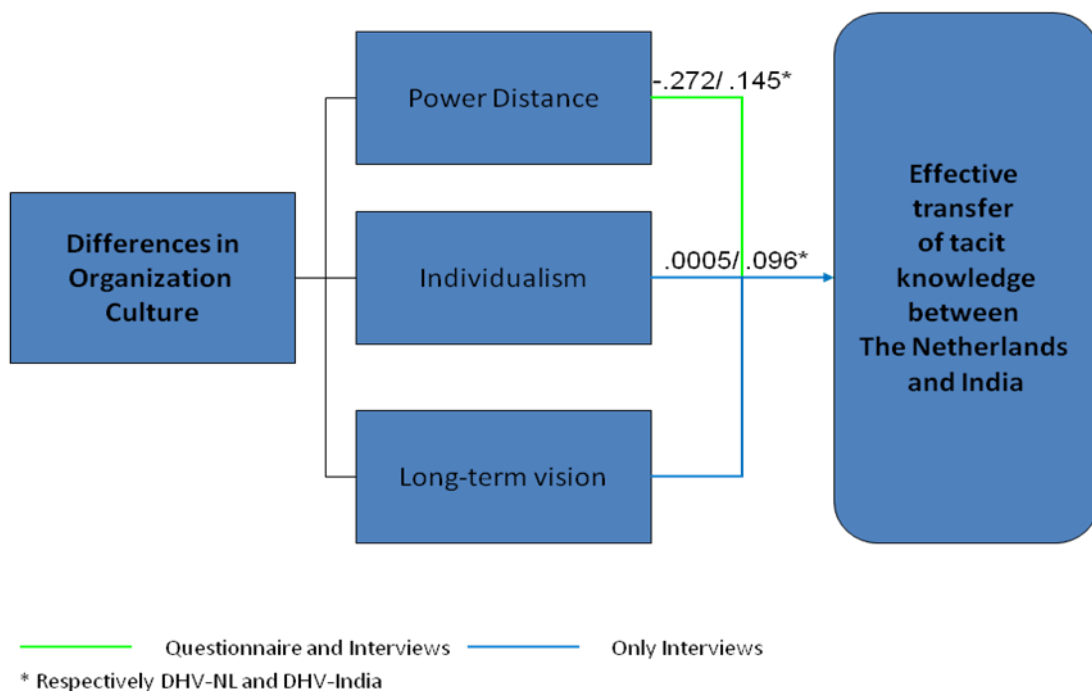 Differences in
Organization
Culture
Power Distance
-.272/ .145*
Individualism
.0005/ .096*
Long-term vision
Effective
transfer
of tacit
knowledge
between
The Netherlands
and India
Questionnaire and Interviews
Only Interviews
* Respectively DHV-NL and DHV-India